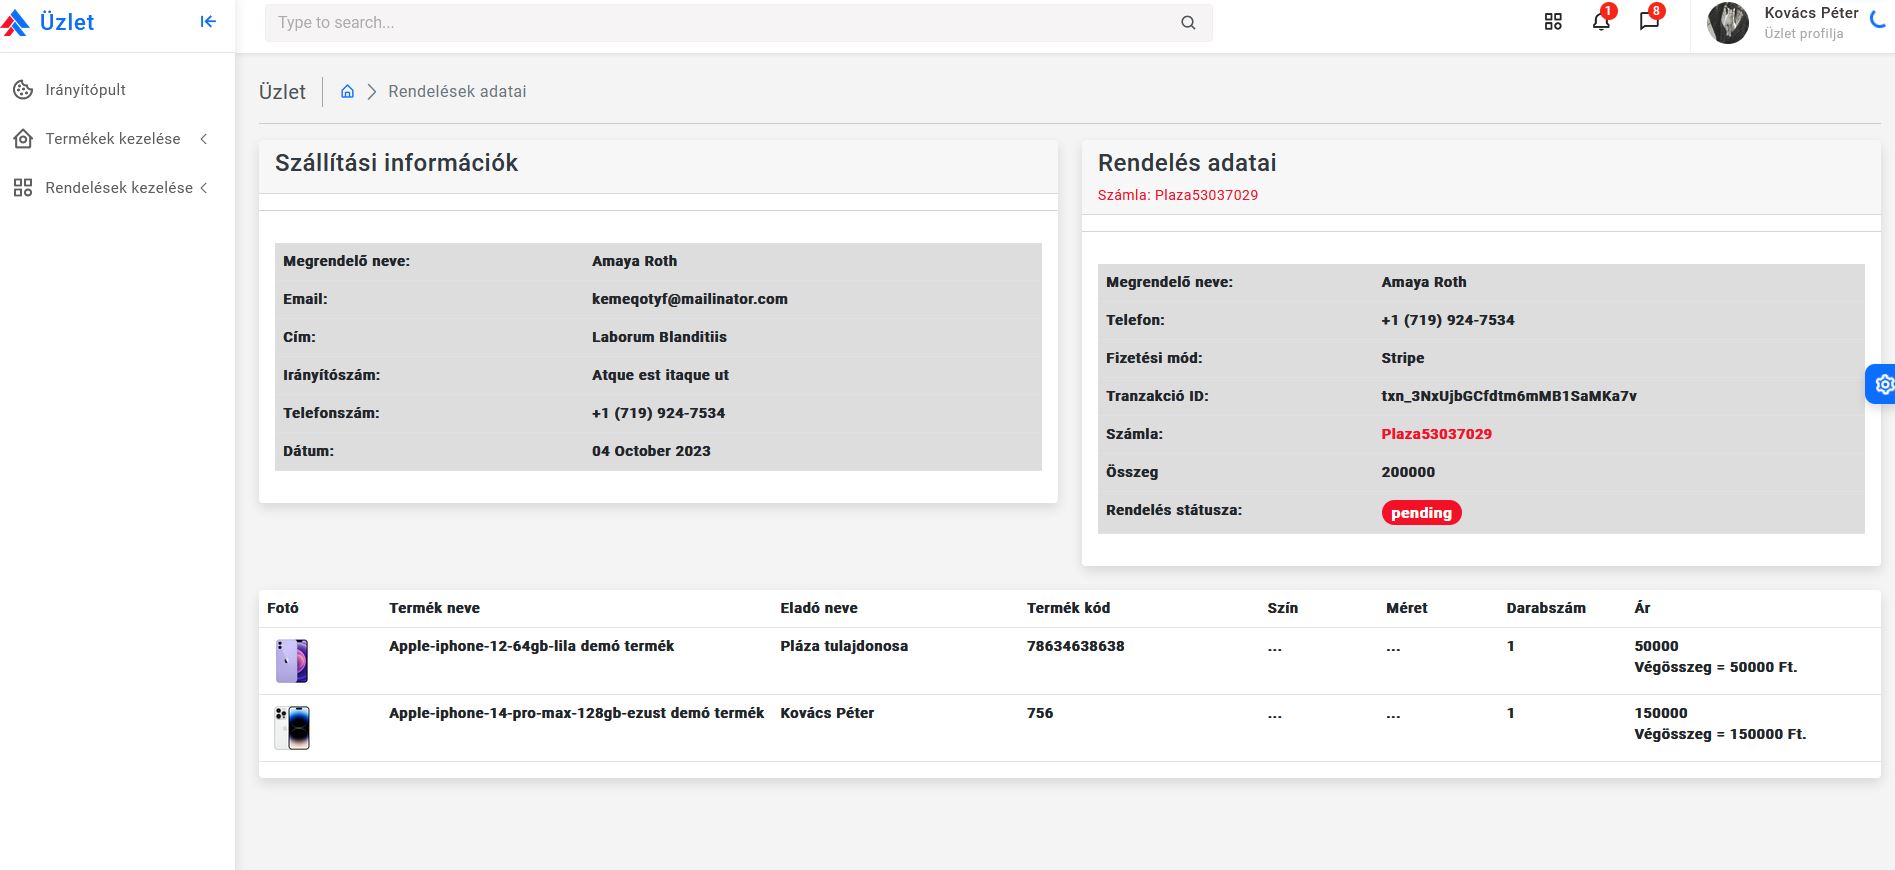 Üzlet
Type to search...
1
8
Kovács Péter
Üzlet profilja
Irányítópult
Termékek kezelése
Rendelések kezelése
Üzlet
Rendelések adatai
Szállítási információk
Megrendelő neve: Amaya Roth
Email: kemeqotyf@mailinator.com
Cím: Laborum Blanditiis
Irányítószám: Atque est itaque ut
Telefonszám: +1 (719) 924-7534
Dátum: 04 October 2023
Rendelés adatai
Számla: Plaza53037029
Megrendelő neve: Amaya Roth
Telefon: +1 (719) 924-7534
Fizetési mód: Stripe
Tranzakció ID: txn_3NxUjbGCfdtm6mMB1SaMKa7v
Számla: Plaza53037029
Összeg 200000
Rendelés státusza: pending
Fotó Termék neve Eladó neve Termék kód Szín Méret Darabszám Ár
Apple-iphone-12-64gb-lila demó termék Pláza tulajdonosa 78634638638 ... ... 1 50000
Végösszeg = 50000 Ft.
Apple-iphone-14-pro-max-128gb-ezust demó termék Kovács Péter 756 ... ... 1 150000
Végösszeg = 150000 Ft.